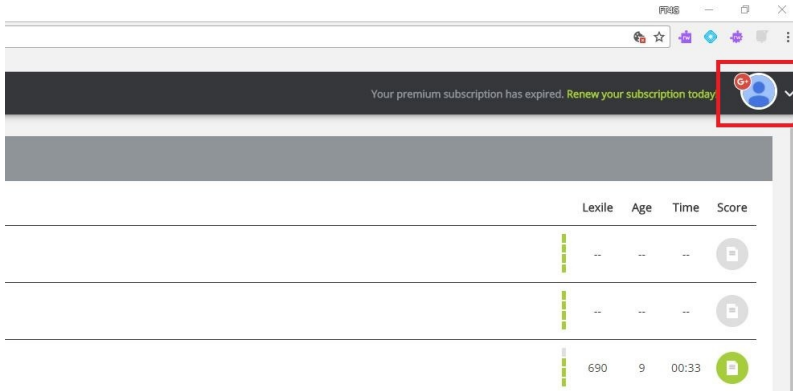 Your premium subscription has expired. Renew your subscription today
G+
Lexile Age Time Score
-- -- --
-- -- --
690 9 00:33